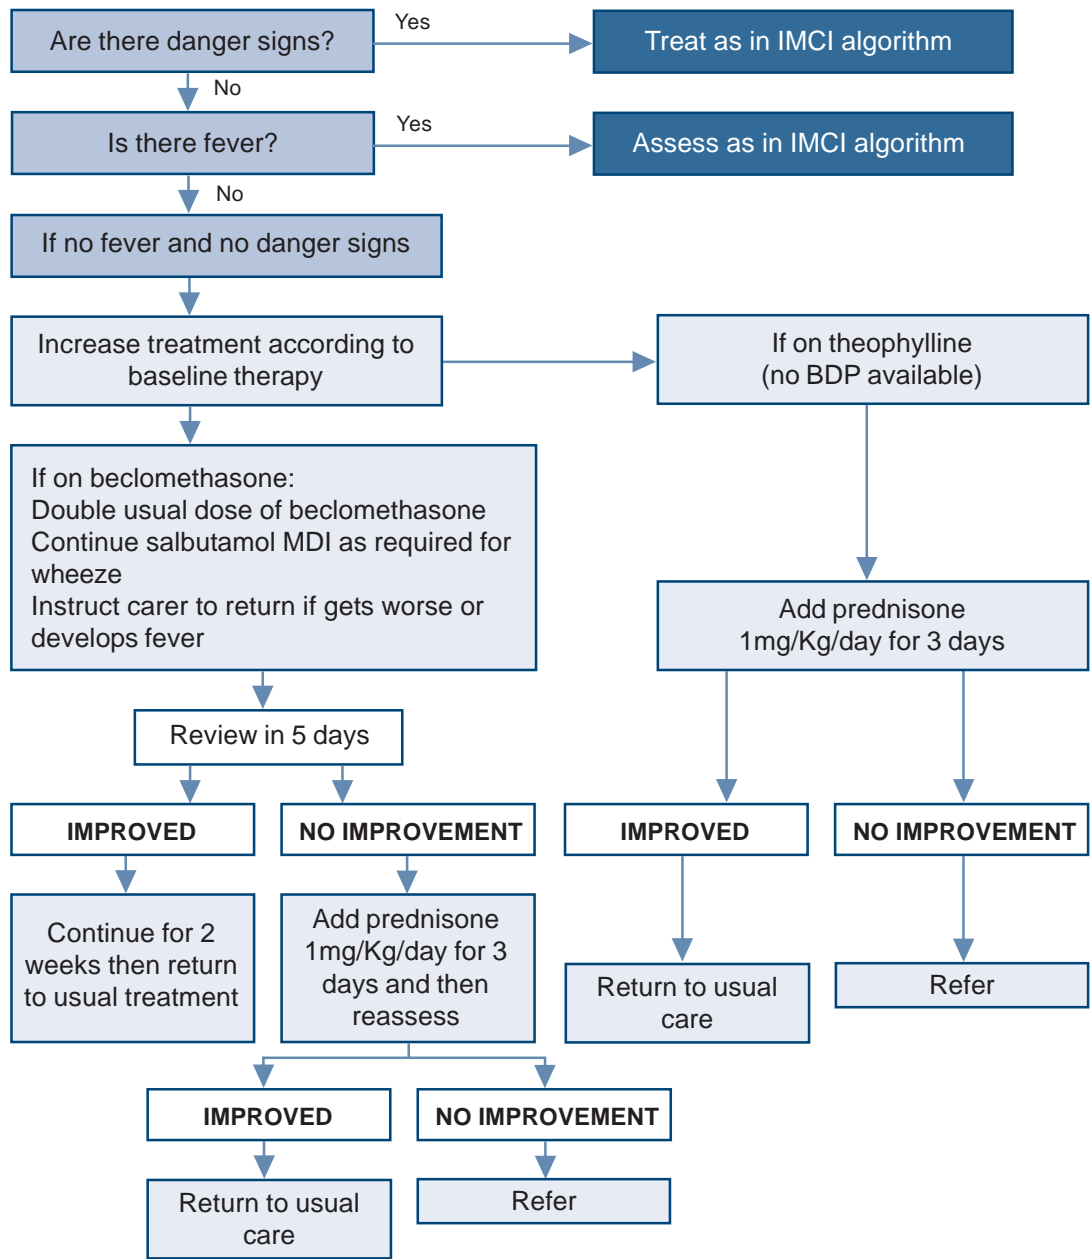 Are there danger signs?
Yes
Treat as in IMCI algorithm
No
Is there fever?
Yes
Assess as in IMCI algorithm
No
If no fever and no danger signs
Increase treatment according to
baseline therapy
If on theophylline
(no BDP available)
If on beclomethasone:
Double usual dose of beclomethasone
Continue salbutamol MDI as required for
wheeze
Instruct carer to return if gets worse or
develops fever
Add prednisone
1mg/Kg/day for 3 days
Review in 5 days
IMPROVED
NO IMPROVEMENT
IMPROVED
NO IMPROVEMENT
Continue for 2
weeks then return
to usual treatment
Add prednisone
1mg/Kg/day for 3
days and then
reassess
Return to usual
care
Refer
IMPROVED
NO IMPROVEMENT
Return to usual
care
Refer